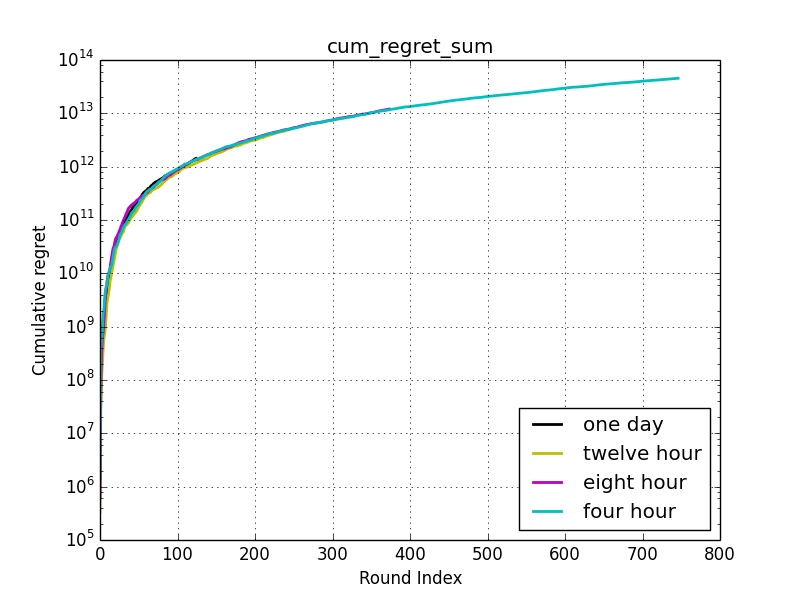 cum_regret_sum
10^14
10^13
10^12
10^11
10^10
10^9
10^8
10^7
10^6
10^5
Cumulative regret
one day
twelve hour
eight hour
four hour
0 100 200 300 400 500 600 700 800
Round Index